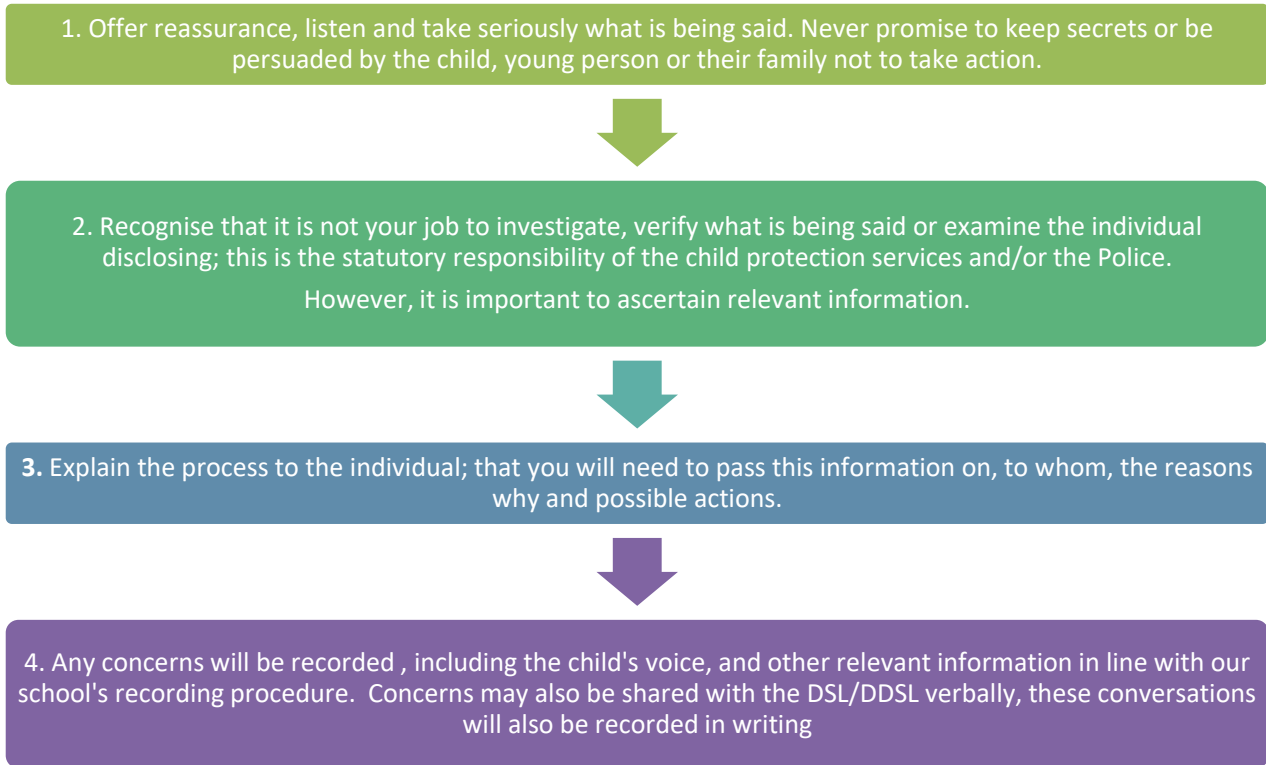 1. Offer reassurance, listen and take seriously what is being said. Never promise to keep secrets or be
persuaded by the child, young person or their family not to take action.
2. Recognise that it is not your job to investigate, verify what is being said or examine the individual
disclosing; this is the statutory responsibility of the child protection services and/or the Police.
However, it is important to ascertain relevant information.
3. Explain the process to the individual; that you will need to pass this information on, to whom, the reasons
why and possible actions.
4. Any concerns will be recorded , including the child's voice, and other relevant information in line with our
school's recording procedure.  Concerns may also be shared with the DSL/DDSL verbally, these conversations
will also be recorded in writing